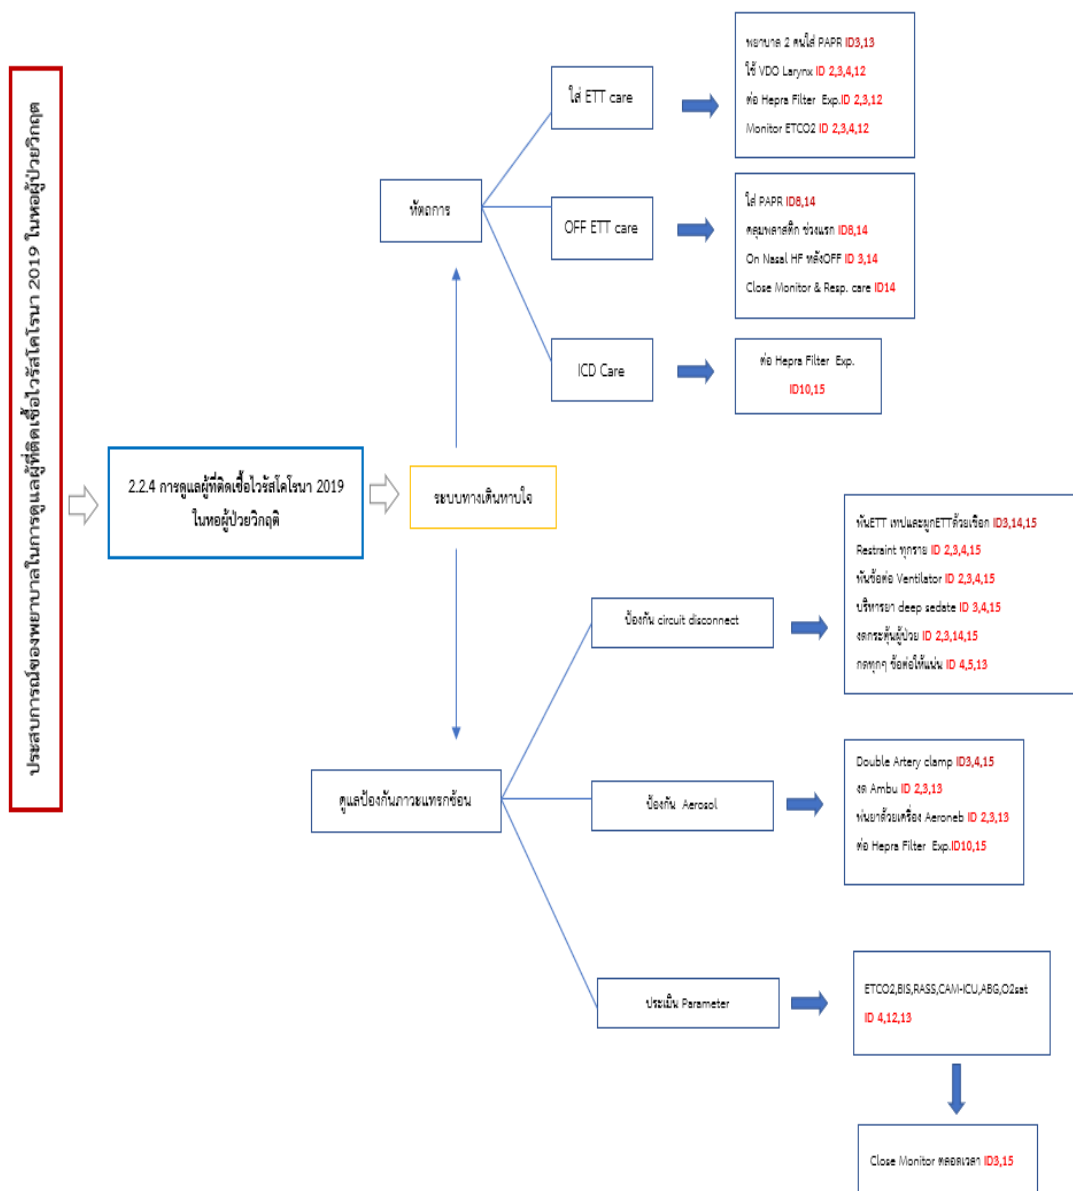 ประสบการณ์ของพยาบาลในการดูแลผู้ที่ติดเชื้อไวรัสโคโรนา 2019 ในหอผู้ป่วยวิกฤต
2.2.4 การดูแลผู้ที่ติดเชื้อไวรัสโคโรนา 2019
ในหอผู้ป่วยวิกฤติ
ระบบทางเดินหายใจ
หัตถการ
ใส่ ETT care
พยาบาล 2 คนใส่ PAPR ID3,13
ใช้ VDO Larynx ID 2,3,4,12
ต่อ Hepra Filter Exp.ID 2,3,12
Monitor ETCO2 ID 2,3,4,12
OFF ETT care
ใส่ PAPR ID8,14
คลุมพลาสติก ช่วงแรก ID8,14
On Nasal HF หลังOFF ID 3,14
Close Monitor & Resp. care ID14
ICD Care
ต่อ Hepra Filter Exp.
ID10,15
ดูแลป้องกันภาวะแทรกซ้อน
ป้องกัน circuit disconnect
พันETT เทปและผูกETTด้วยเชือก ID3,14,15
Restraint ทุกราย ID 2,3,4,15
พันข้อต่อ Ventilator ID 2,3,4,15
บริหารยา deep sedate ID 3,4,15
งดกระตุ้นผู้ป่วย ID 2,3,14,15
กดทุกๆ ข้อต่อให้แน่น ID 4,5,13
ป้องกัน Aerosol
Double Artery clamp ID3,4,15
งด Ambu ID 2,3,13
พ่นยาด้วยเครื่อง Aeroneb ID 2,3,13
ต่อ Hepra Filter Exp.ID10,15
ประเมิน Parameter
ETCO2,BIS,RASS,CAM-ICU,ABG,O2sat
ID 4,12,13
Close Monitor ตลอดเวลา ID3,15